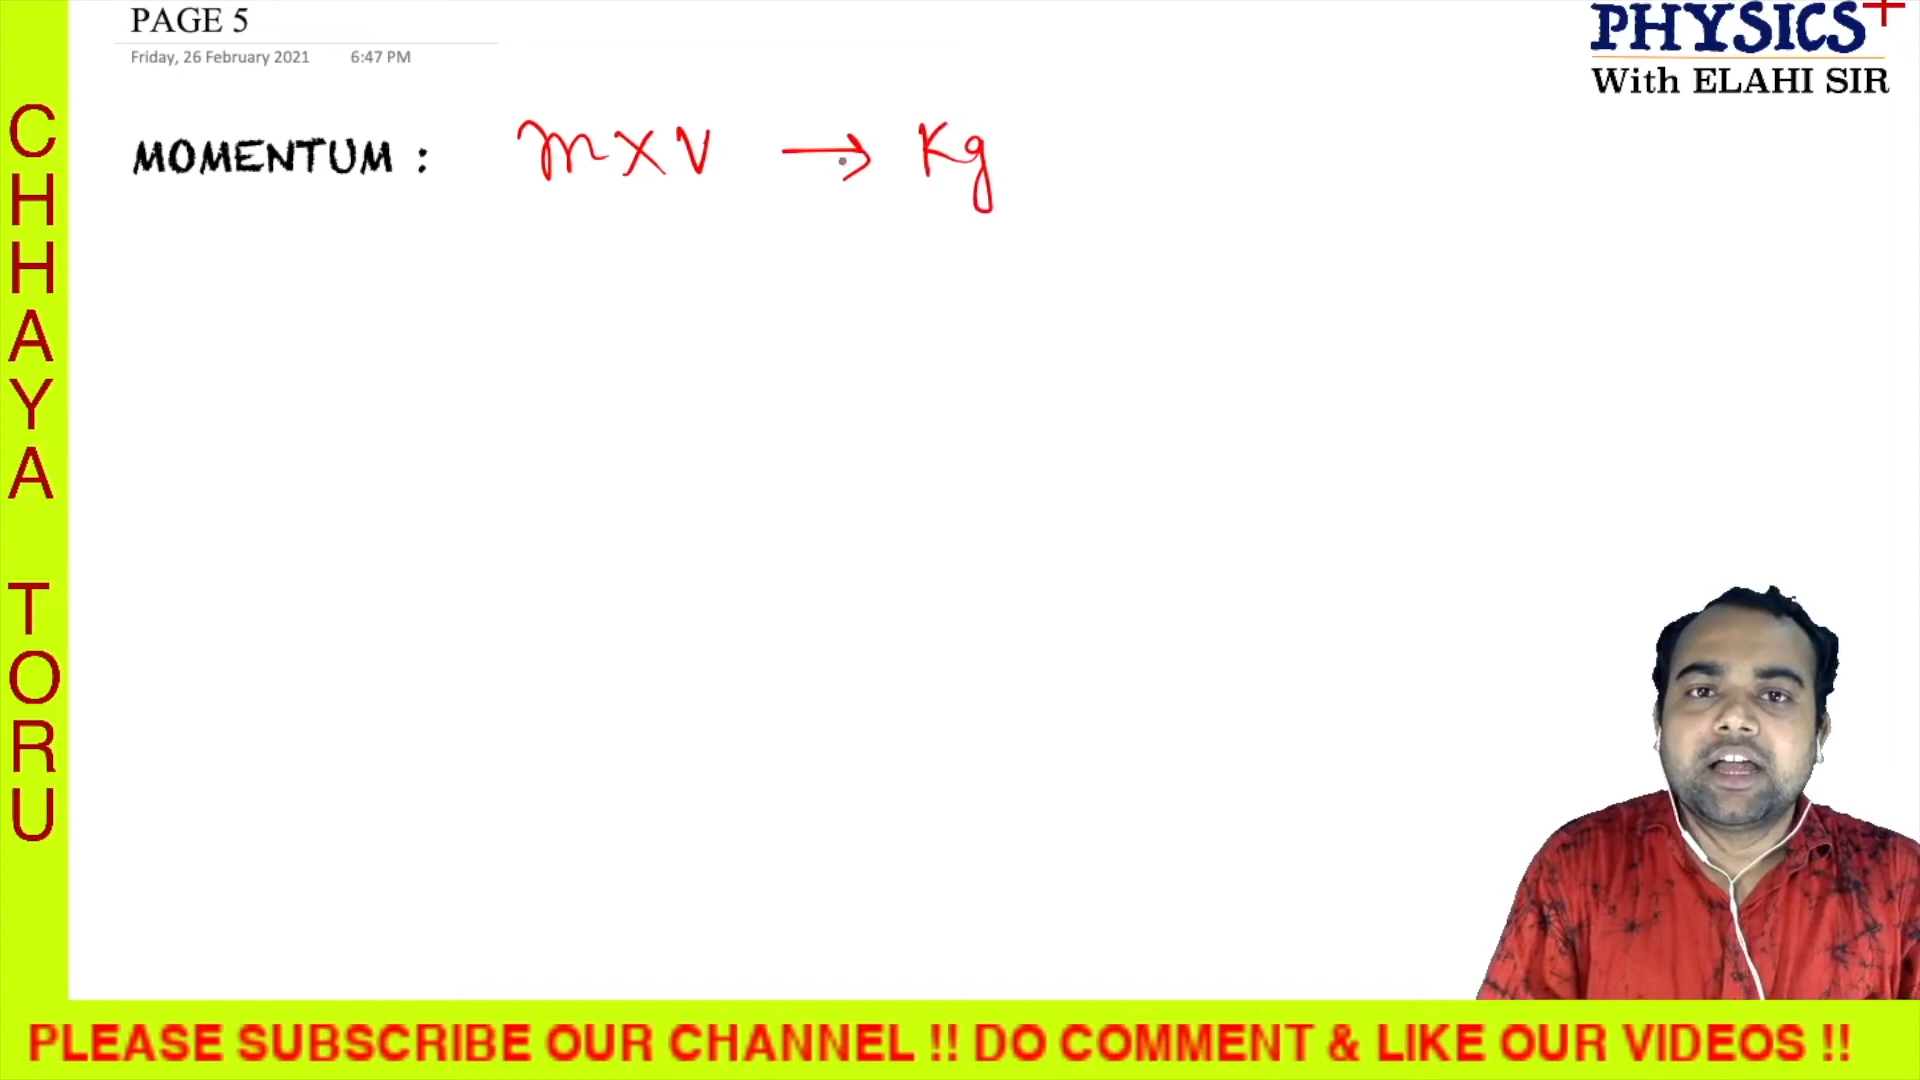 PAGE 5
Friday, 26 February 2021 6:47 PM
PHYSICS+
With ELAHI SIR
CHHAYA TORU
MOMENTUM : m x v → Kg
PLEASE SUBSCRIBE OUR CHANNEL !! DO COMMENT & LIKE OUR VIDEOS !!